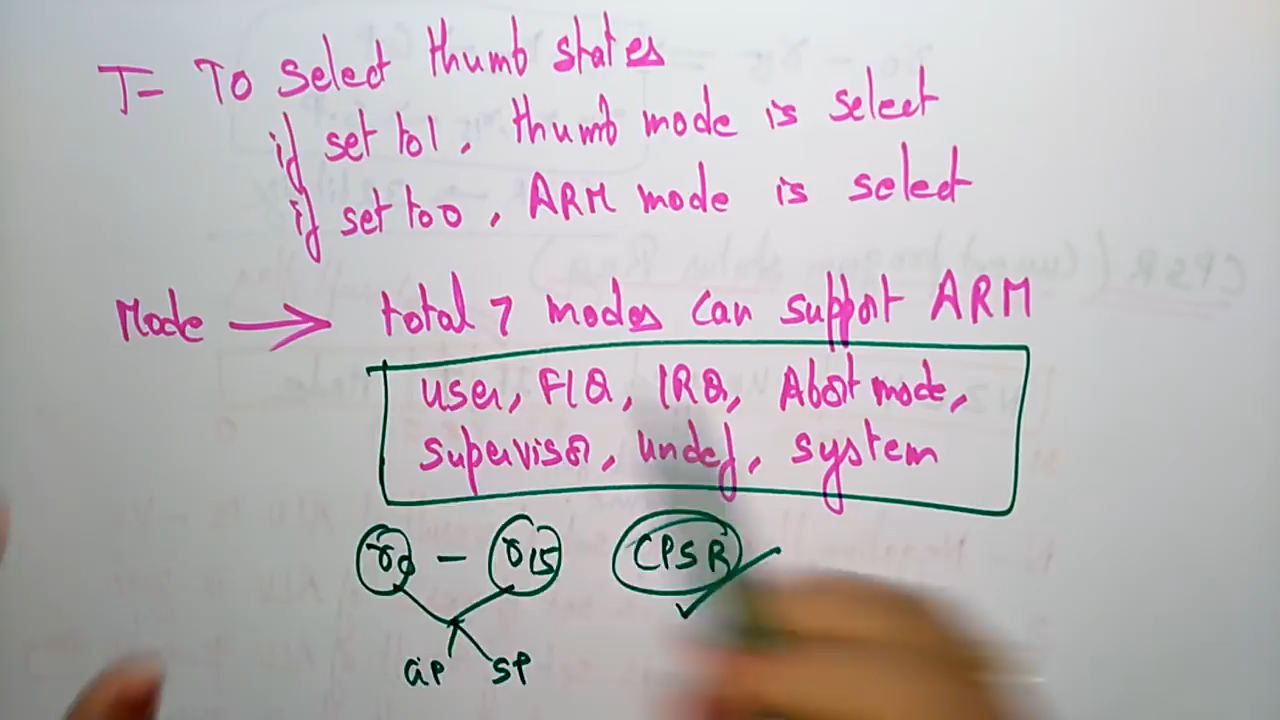 T= To select thumb states
if set to 1, thumb mode is select
if set to 0, ARM mode is select
Mode → total 7 modes can support ARM
user, FIQ, IRQ, Abort mode,
supervisor, undef, system
r0 - r15 CPSR
GP SP